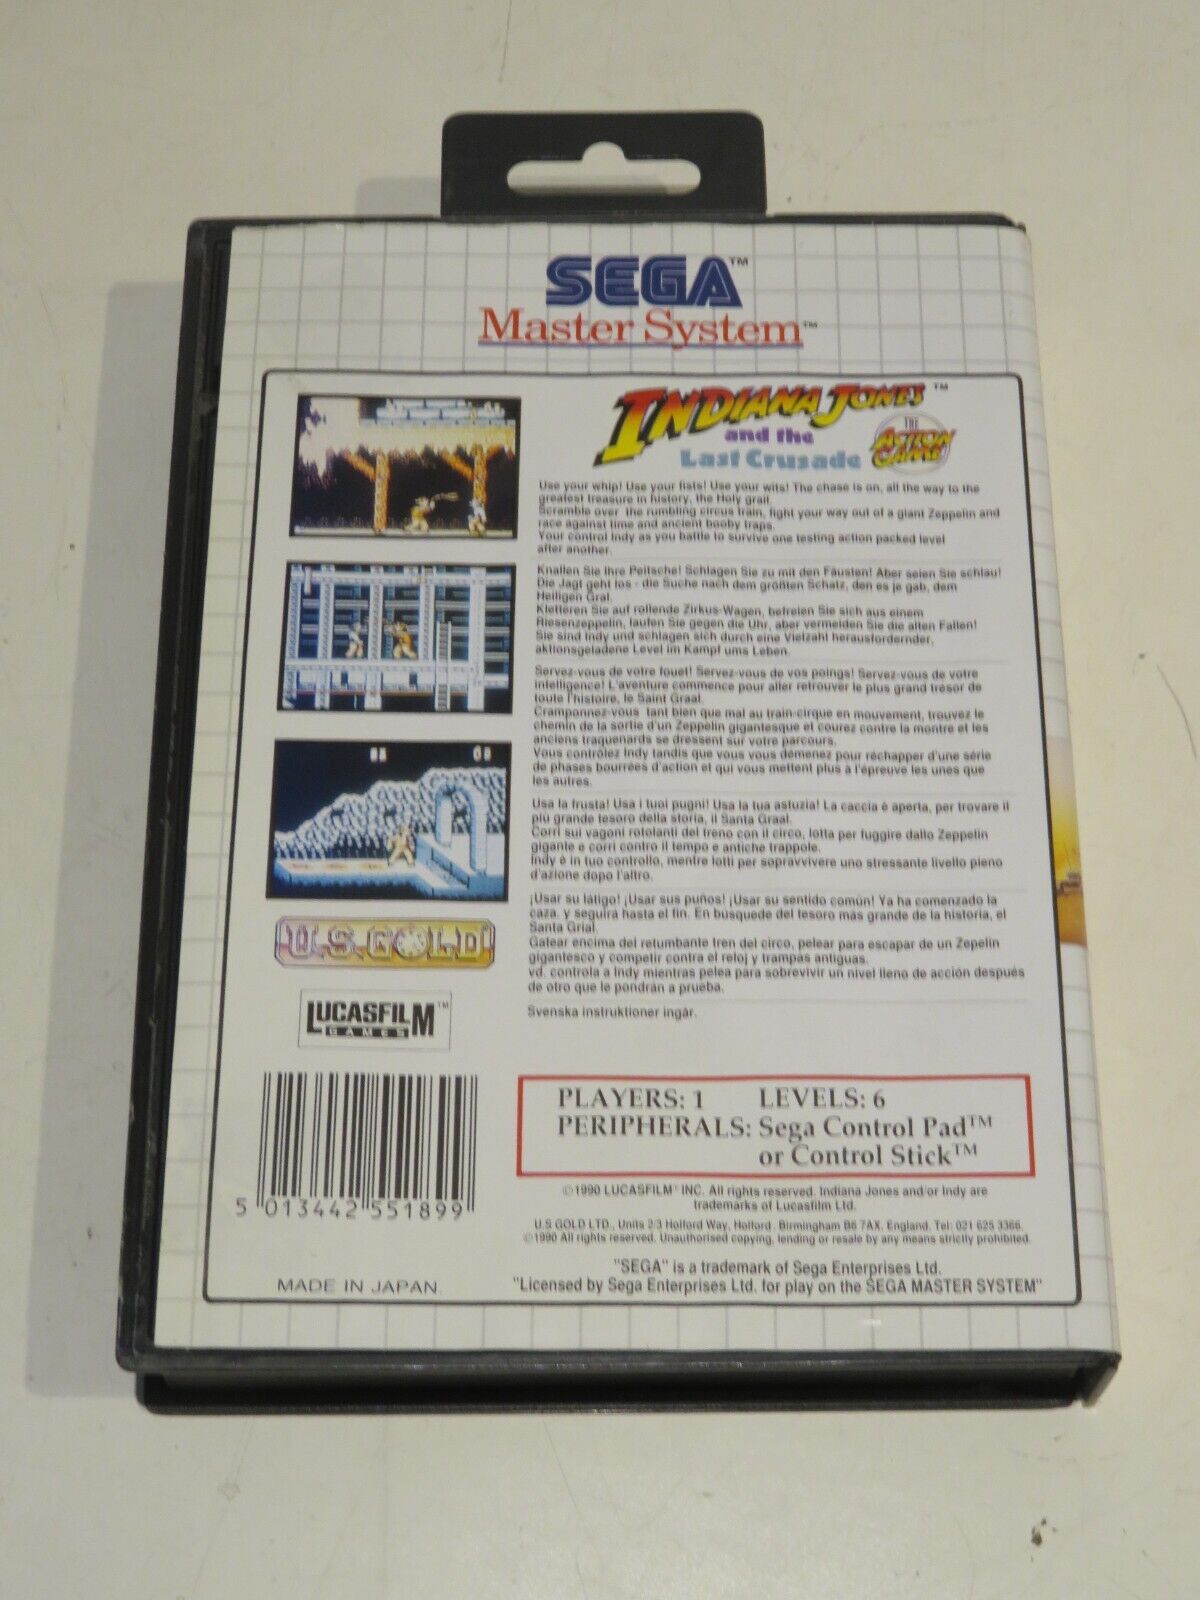 SEGA™
Master System™
INDIANA JONES™
and the
Last Crusade
THE
ACTION
GAME
Use your whip! Use your fists! Use your wits! The chase is on, all the way to the
greatest treasure in history, the Holy grail.
Scramble over the rumbling circus train, fight your way out of a giant Zeppelin and
race against time and ancient booby traps.
Your control Indy as you battle to survive one testing action packed level
after another.
Knallen Sie Ihre Peitsche! Schlagen Sie zu mit den Fäusten! Aber seien Sie schlau!
Die Jagt geht los - die Suche nach dem größten Schatz, den es je gab, dem
Heiligen Gral.
Kletteren Sie auf rollende Zirkus-Wagen, befreien Sie sich aus einem
Riesenzeppelin, laufen Sie gegen die Uhr, aber vermeiden Sie die alten Fallen!
Sie sind Indy und schlagen sich durch eine Vielzahl herausfordernder,
aktionsgeladene Level im Kampf ums Leben.
Servez-vous de votre fouet! Servez-vous de vos poings! Servez-vous de votre
intelligence! L'aventure commence pour aller retrouver le plus grand trésor de
toute l'histoire, le Saint Graal.
Cramponnez-vous tant bien que mal au train-cirque en mouvement, trouvez le
chemin de la sortie d'un Zeppelin gigantesque et courez contre la montre et les
anciens traquenards se dressent sur votre parcours.
Vous contrôlez Indy tandis que vous vous démenez pour réchapper d'une série
de phases bourrées d'action et qui vous mettent plus à l'épreuve les unes que
les autres.
Usa la frusta! Usa i tuoi pugni! Usa la tua astuzia! La caccia è aperta, per trovare il
più grande tesoro della storia, il Santa Graal.
Corri sui vagoni rotolanti del treno con il circo, lotta per fuggire dallo Zeppelin
gigante e corri contro il tempo e antiche trappole.
Indy è in tuo controllo, mentre lotti per sopravvivere uno stressante livello pieno
d'azione dopo l'altro.
¡Usar su látigo! ¡Usar sus puños! ¡Usar su sentido común! Ya ha comenzado la
caza. y seguirá hasta el fin. En búsquede del tesoro más grande de la historia, el
Santa Grial.
Gatear encima del retumbante tren del circo, pelear para escapar de un Zepelin
gigantesco y competir contra el reloj y trampas antiguas.
vd. controla a Indy mientras pelea para sobrevivir un nivel lleno de acción después
de otro que le pondrán a prueba.
Svenska instruktioner ingår.
U.S. GOLD
LUCASFILM™
GAMES
5 013442 551899
MADE IN JAPAN.
PLAYERS: 1 LEVELS: 6
PERIPHERALS: Sega Control Pad™
or Control Stick™
©1990 LUCASFILM™ INC. All rights reserved. Indiana Jones and/or Indy are
trademarks of Lucasfilm Ltd.
U.S GOLD LTD., Units 2/3 Holford Way, Holford. Birmingham B6 7AX. England. Tel: 021 625 3366.
©1990 All rights reserved. Unauthorised copying, lending or resale by any means strictly prohibited.
"SEGA" is a trademark of Sega Enterprises Ltd.
"Licensed by Sega Enterprises Ltd. for play on the SEGA MASTER SYSTEM"